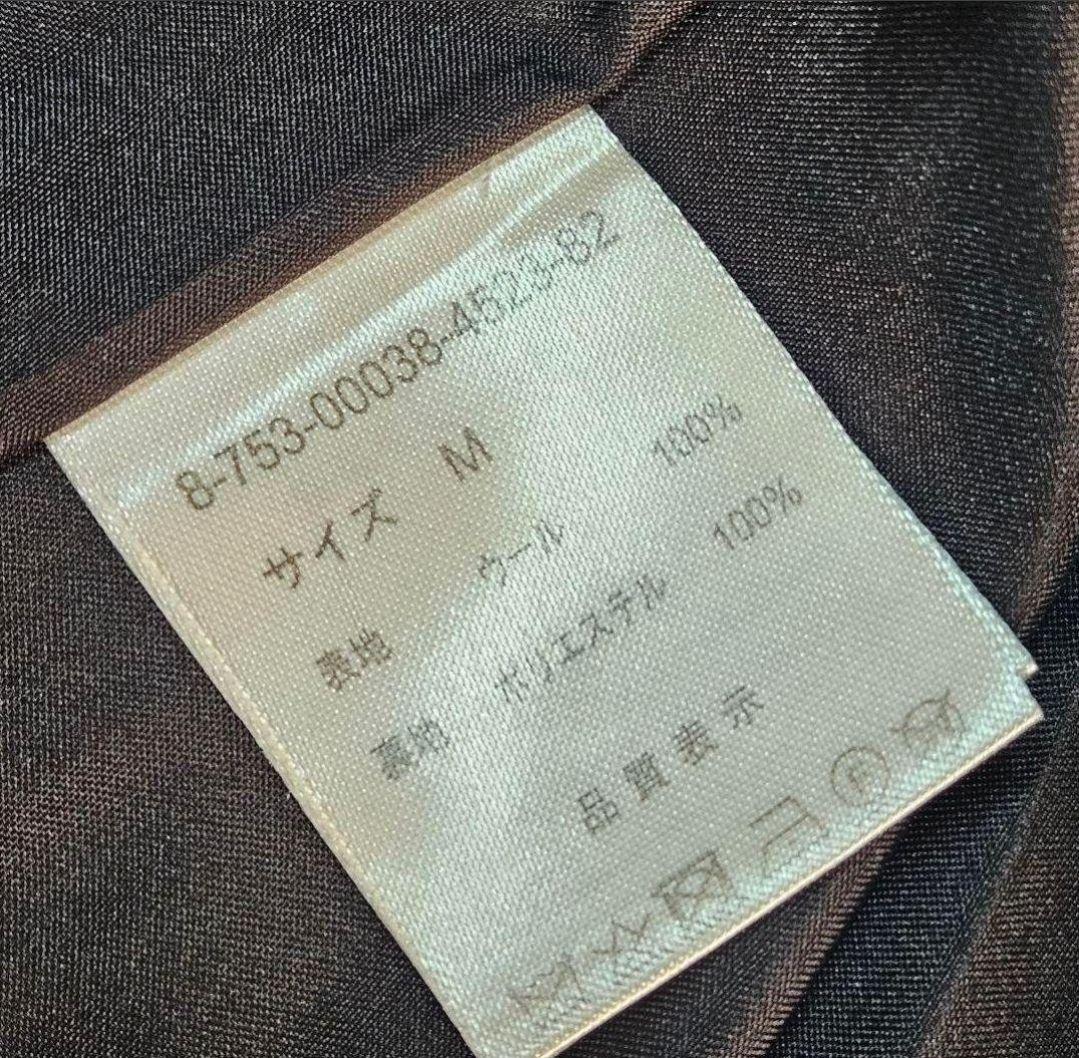 8-753-00038-4523-82
サイズ M
表地 ウール 100%
裏地 ポリエステル 100%
品質表示
F